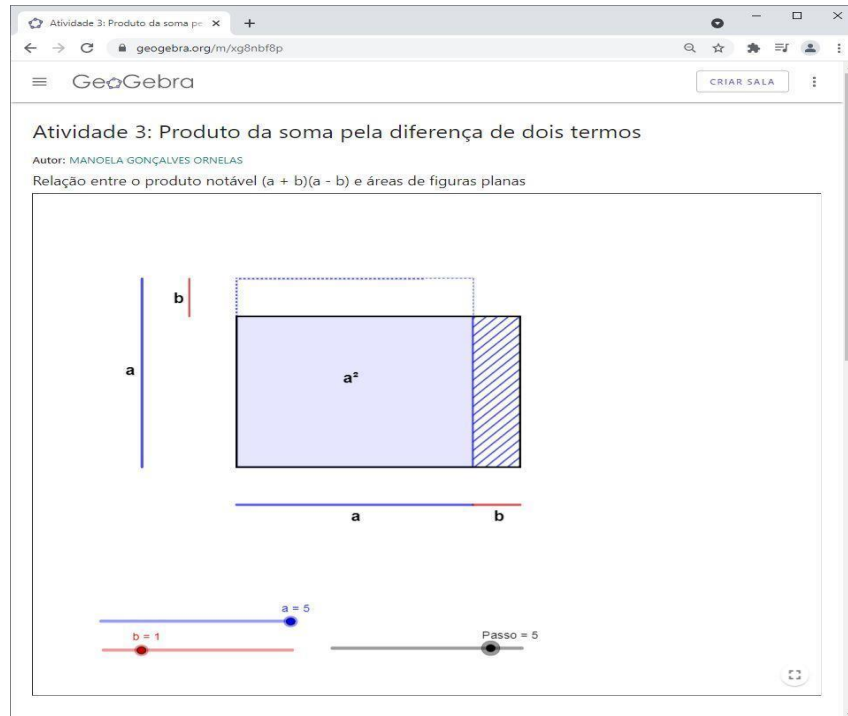 Atividade 3: Produto da soma pe
geogebra.org/m/xg8nbf8p
GeoGebra
CRIAR SALA
Atividade 3: Produto da soma pela diferença de dois termos
Autor: MANOELA GONÇALVES ORNELAS
Relação entre o produto notável (a + b)(a - b) e áreas de figuras planas
b
a
a²
a b
a = 5
b = 1
Passo = 5